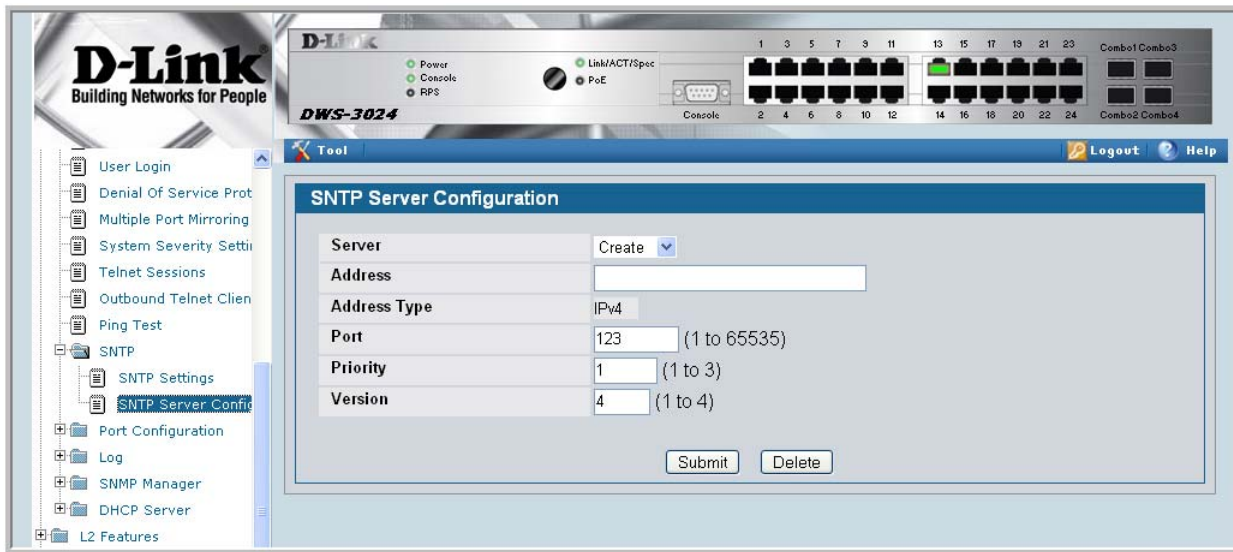 D-Link
Building Networks for People
D-Link
Power
Console
RPS
Link/ACT/Spec
PoE
DWS-3024
Console
1 3 5 7 9 11 13 15 17 19 21 23
2 4 6 8 10 12 14 16 18 20 22 24
Combo1 Combo3
Combo2 Combo4
Tool
Logout
Help
User Login
Denial Of Service Prot
Multiple Port Mirroring
System Severity Setti
Telnet Sessions
Outbound Telnet Clien
Ping Test
SNTP
SNTP Settings
SNTP Server Config
Port Configuration
Log
SNMP Manager
DHCP Server
L2 Features
SNTP Server Configuration
Server Create
Address
Address Type IPv4
Port 123 (1 to 65535)
Priority 1 (1 to 3)
Version 4 (1 to 4)
Submit Delete